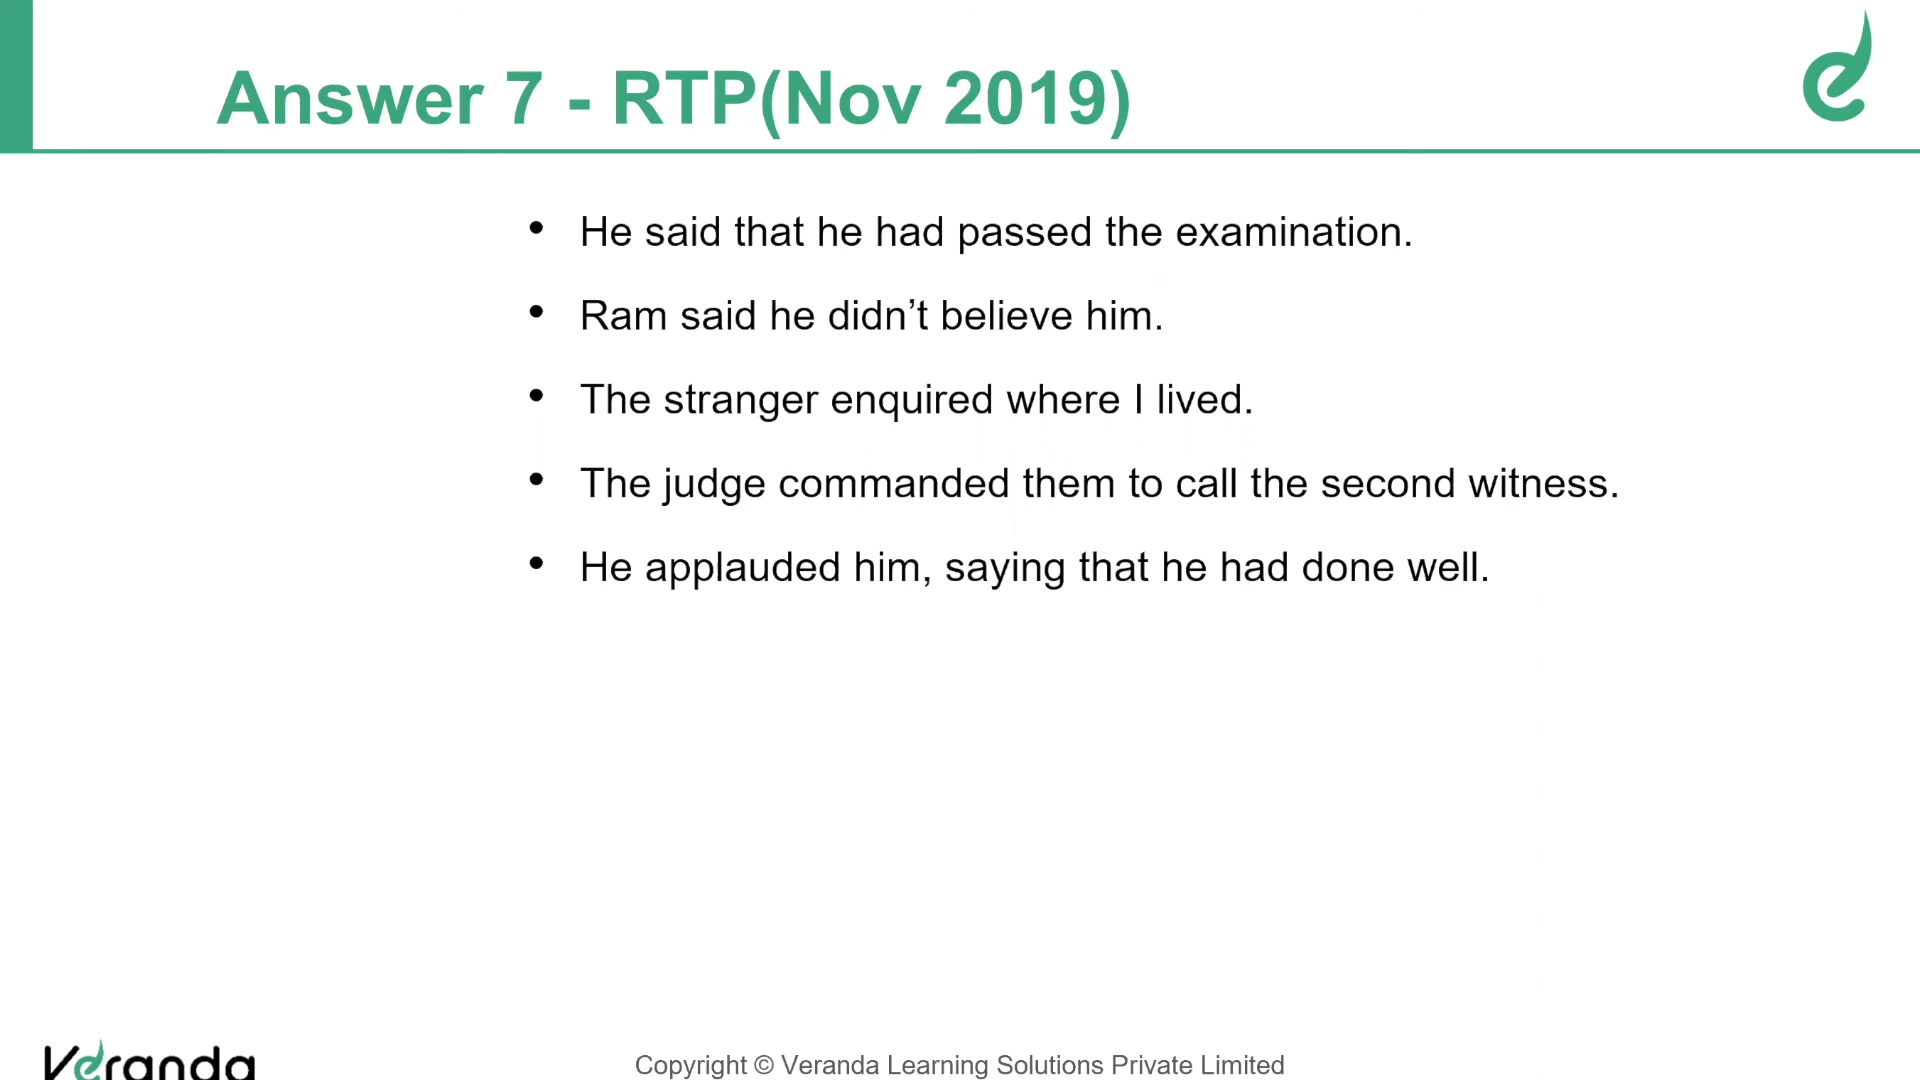 Answer 7 - RTP(Nov 2019)
• He said that he had passed the examination.
• Ram said he didn’t believe him.
• The stranger enquired where I lived.
• The judge commanded them to call the second witness.
• He applauded him, saying that he had done well.
Veranda
Copyright © Veranda Learning Solutions Private Limited